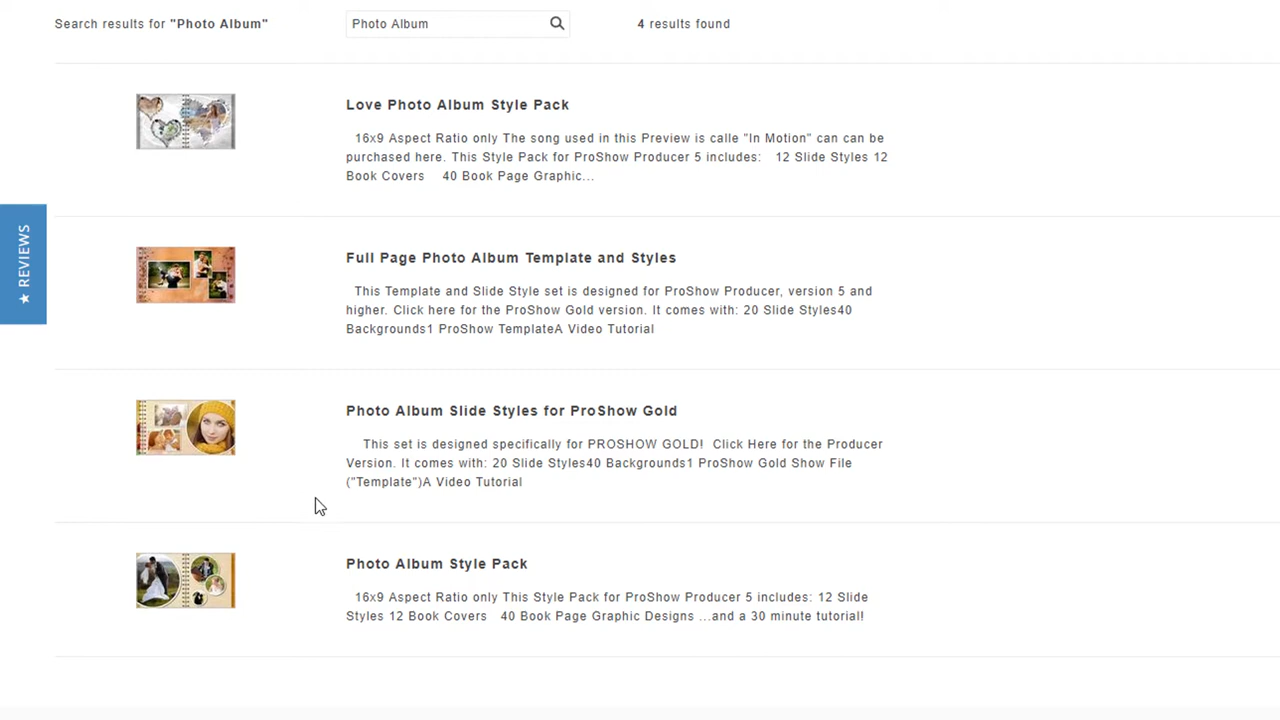 Search results for "Photo Album"
Photo Album
4 results found
Love Photo Album Style Pack
16x9 Aspect Ratio only The song used in this Preview is calle "In Motion" can can be
purchased here. This Style Pack for ProShow Producer 5 includes: 12 Slide Styles 12
Book Covers 40 Book Page Graphic...
★ REVIEWS
Full Page Photo Album Template and Styles
This Template and Slide Style set is designed for ProShow Producer, version 5 and
higher. Click here for the ProShow Gold version. It comes with: 20 Slide Styles40
Backgrounds1 ProShow TemplateA Video Tutorial
Photo Album Slide Styles for ProShow Gold
This set is designed specifically for PROSHOW GOLD! Click Here for the Producer
Version. It comes with: 20 Slide Styles40 Backgrounds1 ProShow Gold Show File
("Template")A Video Tutorial
Photo Album Style Pack
16x9 Aspect Ratio only This Style Pack for ProShow Producer 5 includes: 12 Slide
Styles 12 Book Covers 40 Book Page Graphic Designs ...and a 30 minute tutorial!